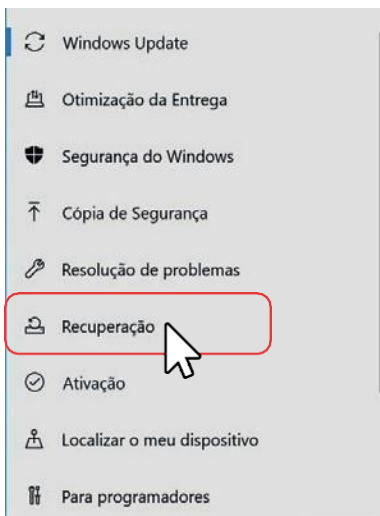 Windows Update
Otimização da Entrega
Segurança do Windows
Cópia de Segurança
Resolução de problemas
Recuperação
Ativação
Localizar o meu dispositivo
Para programadores